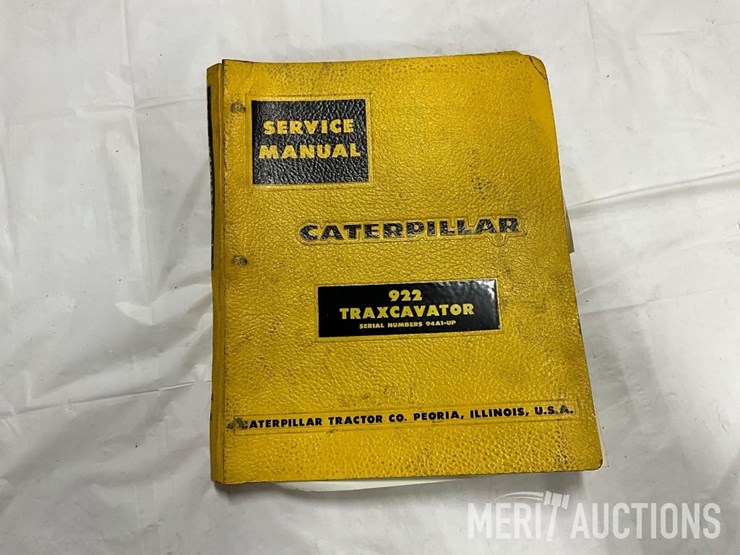 SERVICE
MANUAL
CATERPILLAR
922
TRAXCAVATOR
SERIAL NUMBERS 94A1-UP
CATERPILLAR TRACTOR CO. PEORIA, ILLINOIS, U.S.A.
MERIT AUCTIONS